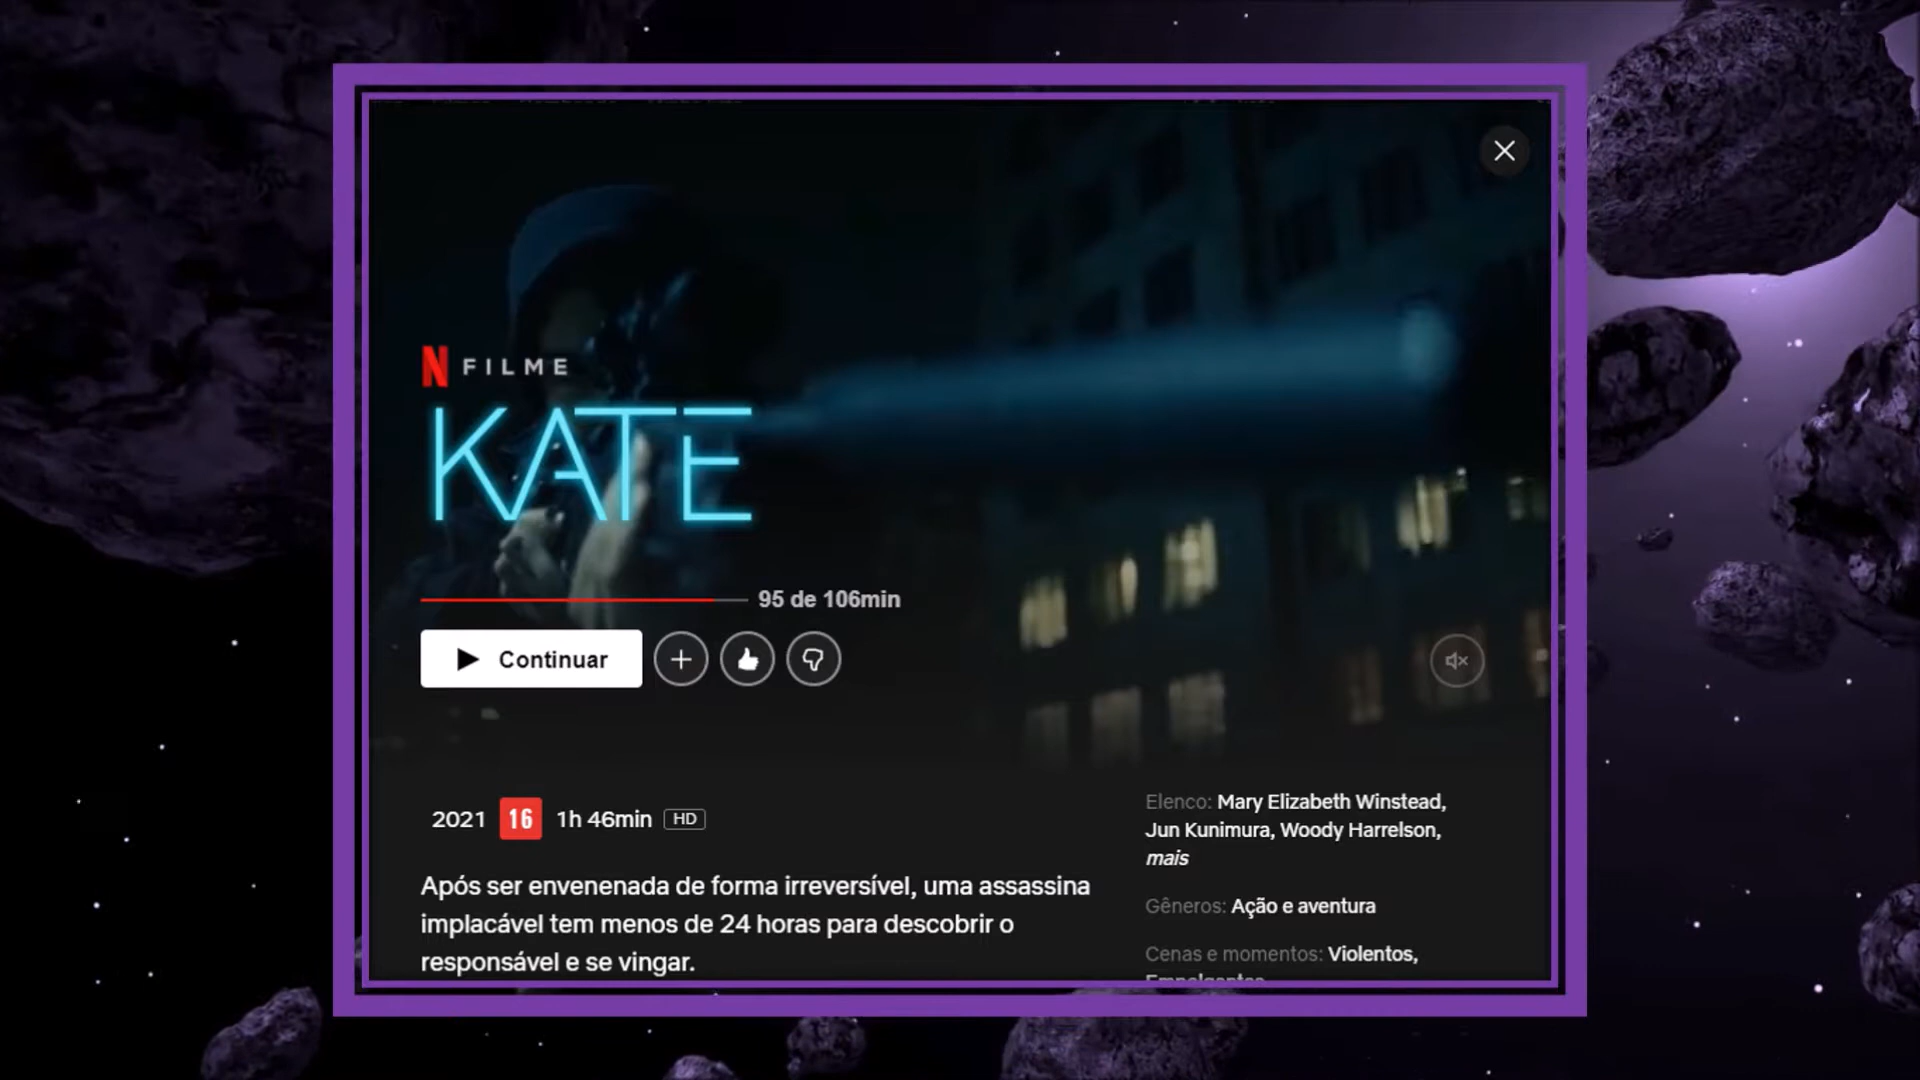 N FILME
KATE
95 de 106min
Continuar
2021 16 1h 46min HD
Após ser envenenada de forma irreversível, uma assassina
implacável tem menos de 24 horas para descobrir o
responsável e se vingar.
Elenco: Mary Elizabeth Winstead,
Jun Kunimura, Woody Harrelson,
mais
Gêneros: Ação e aventura
Cenas e momentos: Violentos,